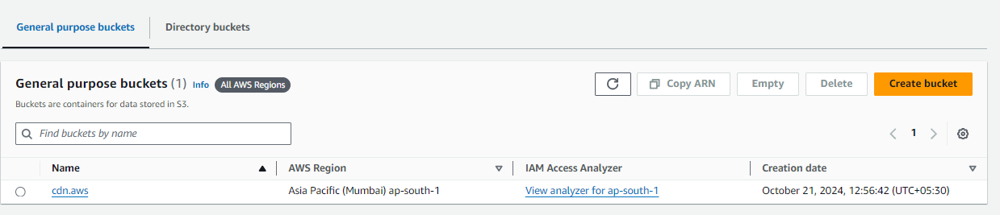 General purpose buckets Directory buckets
General purpose buckets (1) Info All AWS Regions Copy ARN Empty Delete Create bucket
Buckets are containers for data stored in S3.
Find buckets by name 1
Name AWS Region IAM Access Analyzer Creation date
cdn.aws Asia Pacific (Mumbai) ap-south-1 View analyzer for ap-south-1 October 21, 2024, 12:56:42 (UTC+05:30)